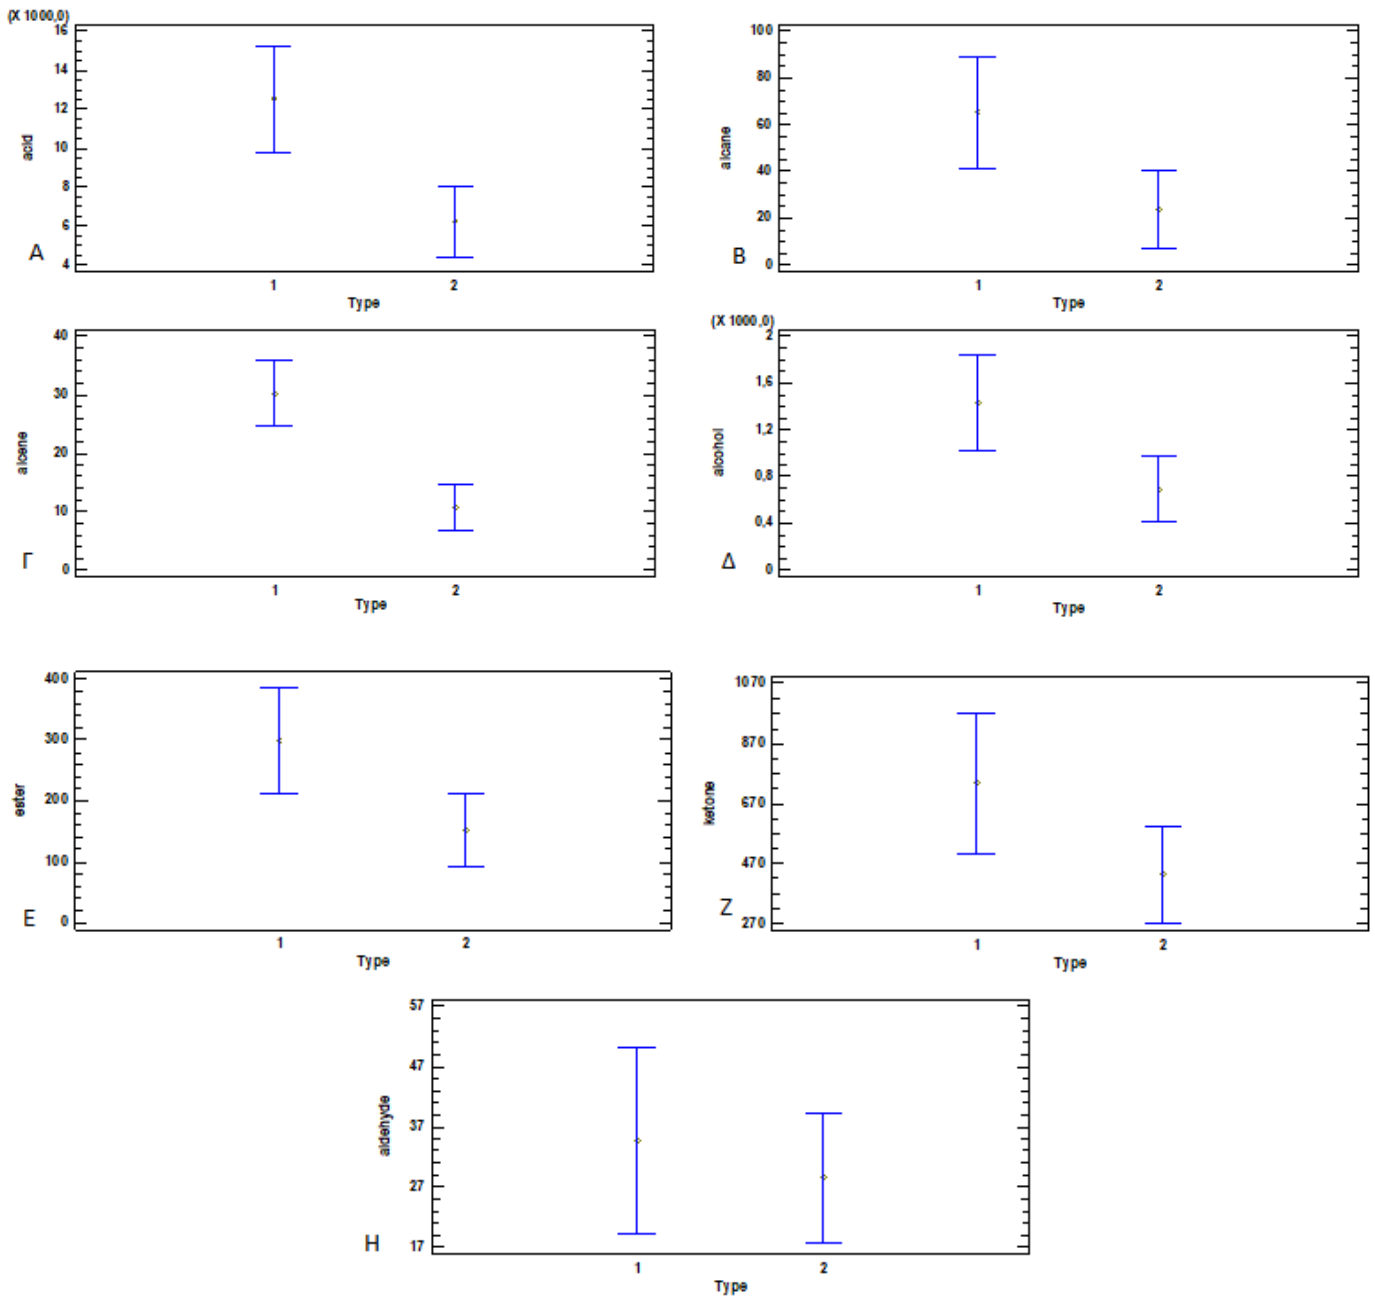 (X 1000,0)
16
14
12
10
8
6
4
acid
A
1
2
Type
100
80
60
40
20
0
alcane
B
1
2
Type
40
30
20
10
0
alcene
Γ
1
2
Type
(X 1000,0)
2
1,6
1,2
0,8
0,4
0
alcohol
Δ
1
2
Type
400
300
200
100
0
ester
E
1
2
Type
1070
870
670
470
270
ketone
Z
1
2
Type
57
47
37
27
17
aldehyde
H
1
2
Type